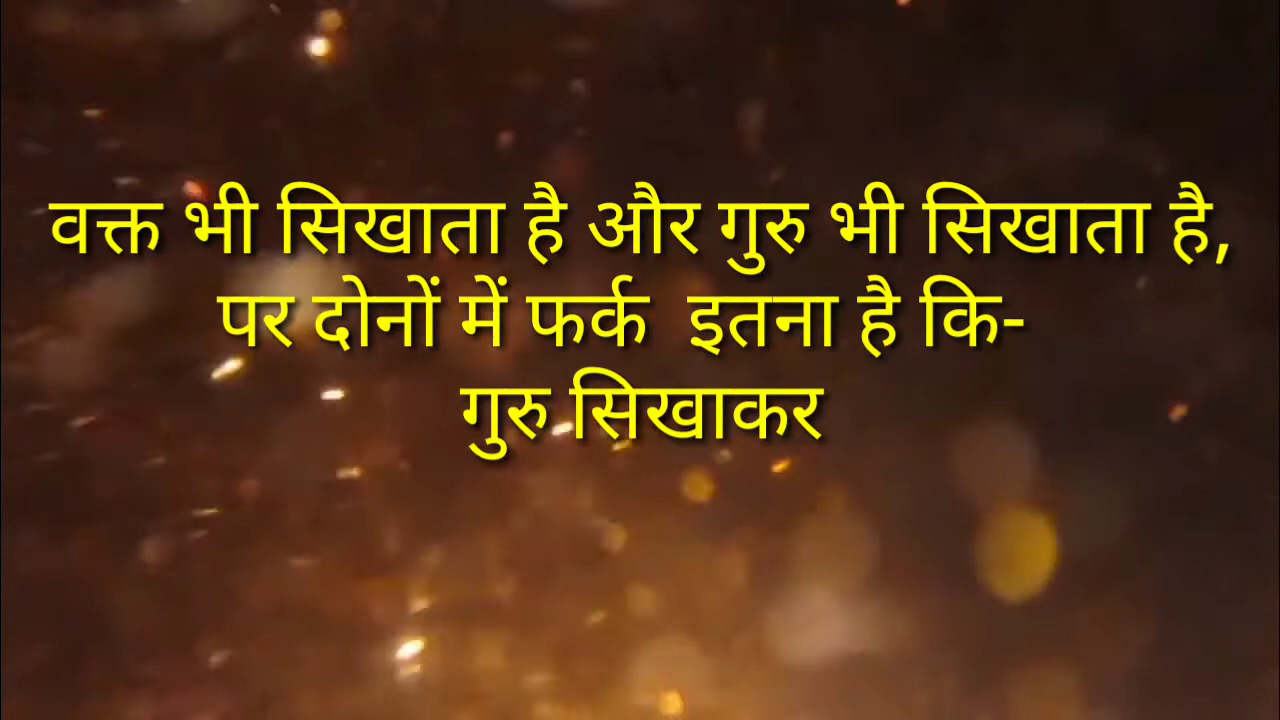 वक्त भी सिखाता है और गुरु भी सिखाता है,
पर दोनों में फर्क  इतना है कि-
गुरु सिखाकर